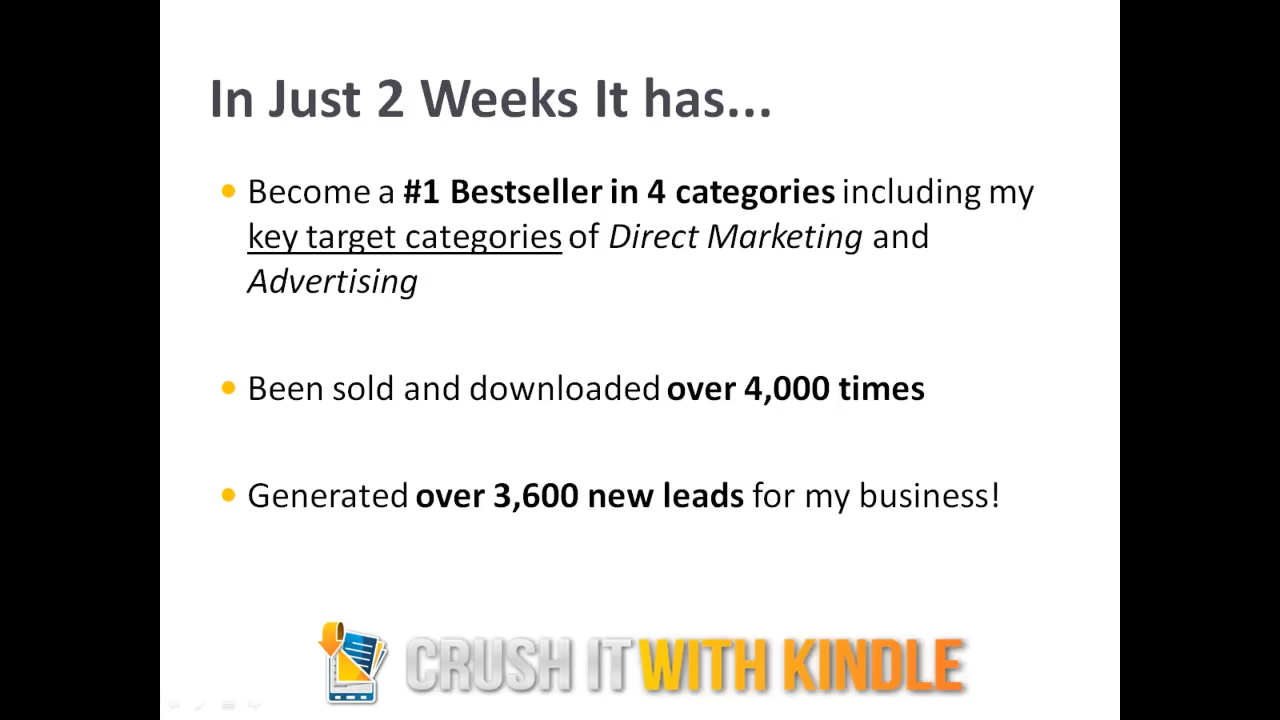 In Just 2 Weeks It has...
Become a #1 Bestseller in 4 categories including my
key target categories of Direct Marketing and
Advertising
Been sold and downloaded over 4,000 times
Generated over 3,600 new leads for my business!
CRUSH IT WITH KINDLE